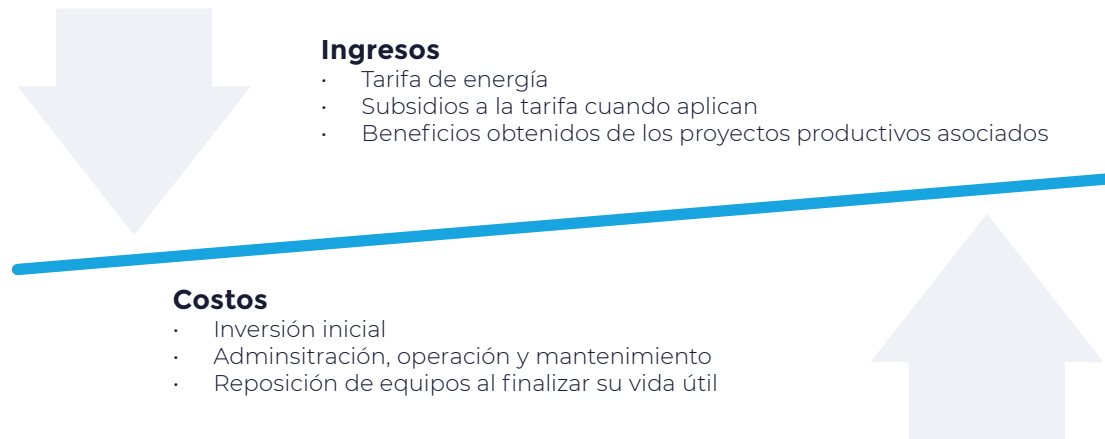 Ingresos
· Tarifa de energía
· Subsidios a la tarifa cuando aplican
· Beneficios obtenidos de los proyectos productivos asociados
Costos
· Inversión inicial
· Adminsitración, operación y mantenimiento
· Reposición de equipos al finalizar su vida útil